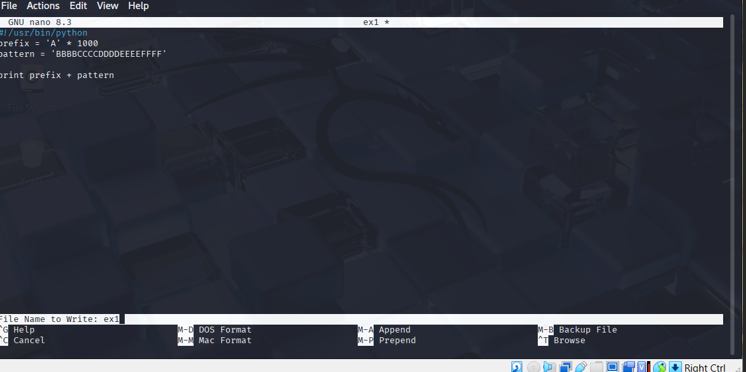 File Actions Edit View Help
GNU nano 8.3 ex1 *
#!/usr/bin/python
prefix = 'A' * 1000
pattern = 'BBBBCCCCDDDDEEEEFFFF'
print prefix + pattern
File Name to Write: ex1
^G Help M-D DOS Format M-A Append M-B Backup File
^C Cancel M-M Mac Format M-P Prepend ^T Browse
Right Ctrl